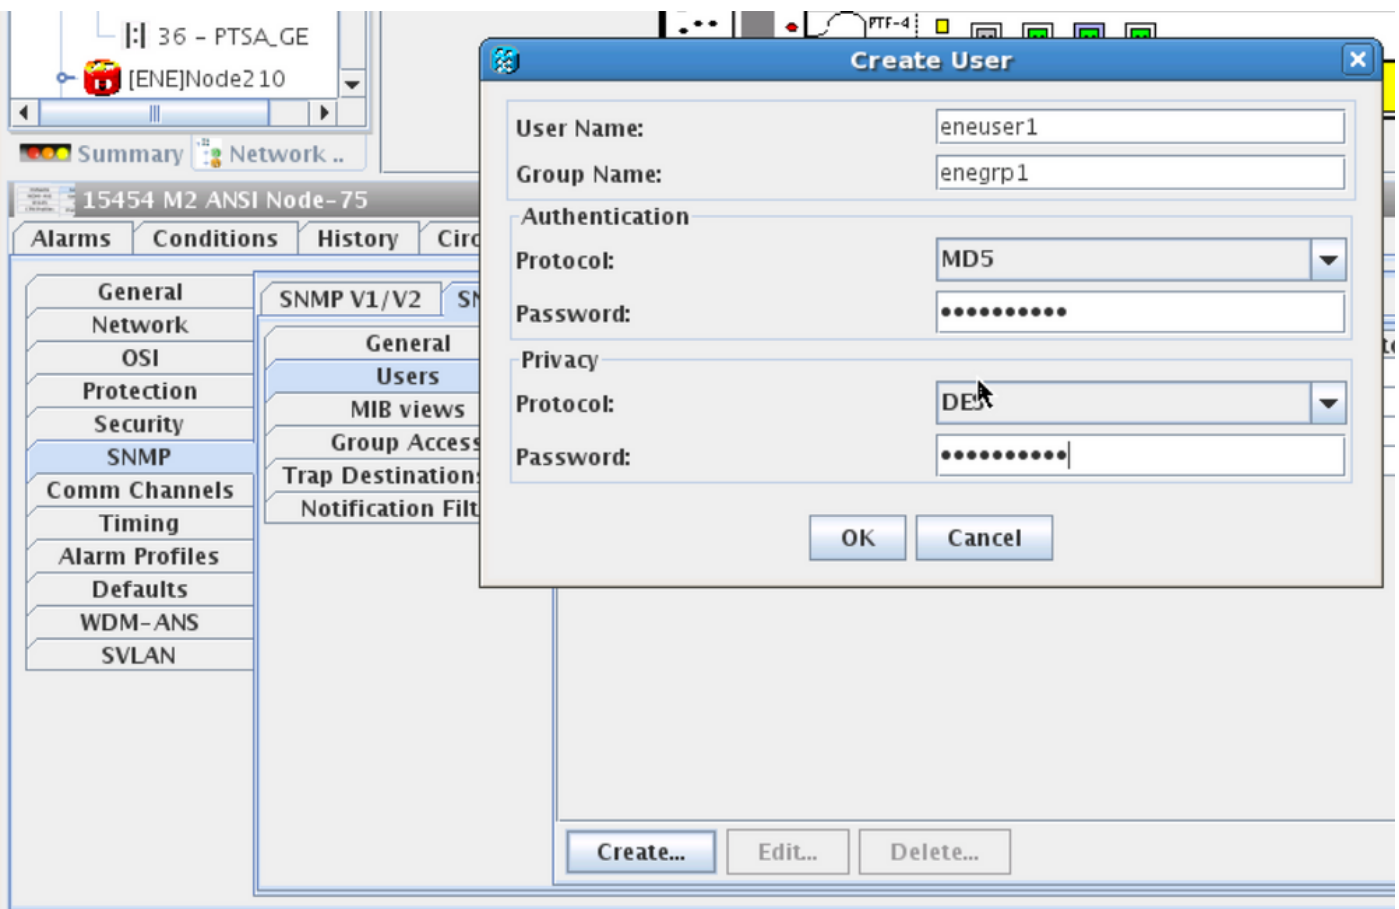 36 - PTSA_GE
[ENE]Node210
Summary
Network ..
PTF-4
15454 M2 ANSI Node-75
Alarms
Conditions
History
General
Network
OSI
Protection
Security
SNMP
Comm Channels
Timing
Alarm Profiles
Defaults
WDM-ANS
SVLAN
SNMP V1/V2
General
Users
MIB views
Group Access
Trap Destinations
Notification Filt
Create User
User Name:
eneuser1
Group Name:
enegrp1
Authentication
Protocol:
MD5
Password:
Privacy
Protocol:
DES
Password:
OK
Cancel
Create...
Edit...
Delete...